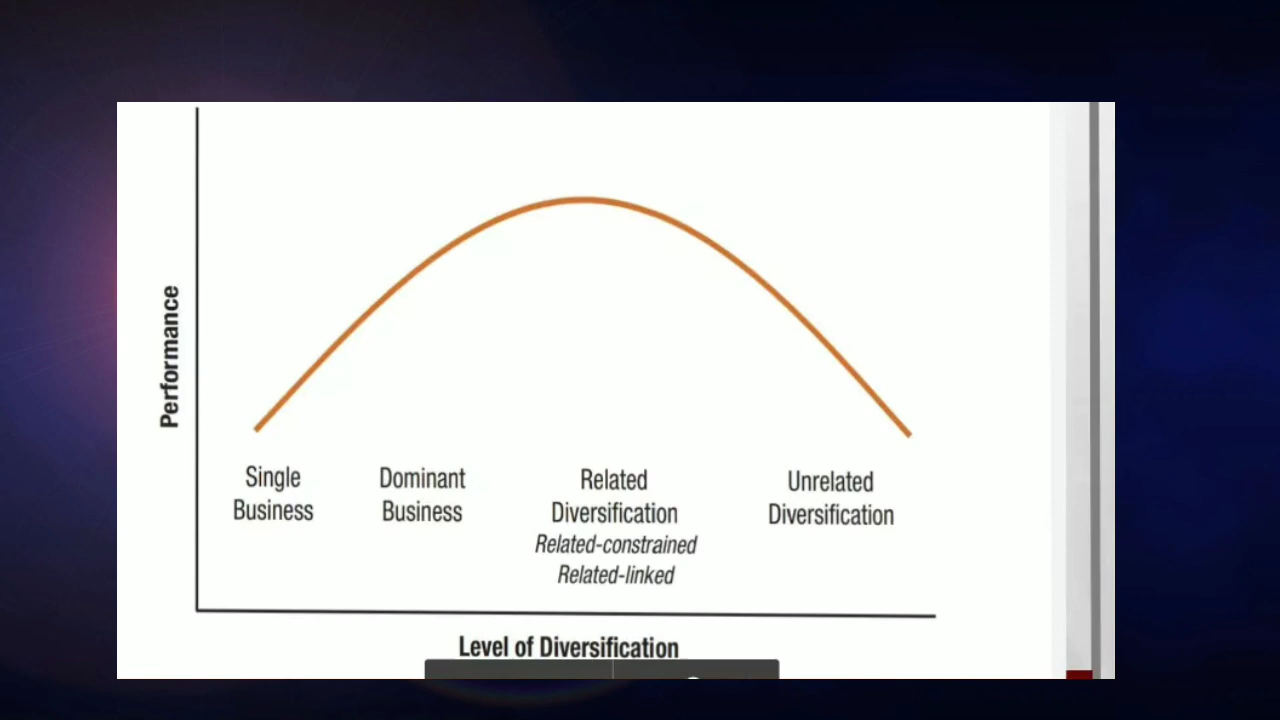 Performance
Single
Business
Dominant
Business
Related
Diversification
Related-constrained
Related-linked
Unrelated
Diversification
Level of Diversification